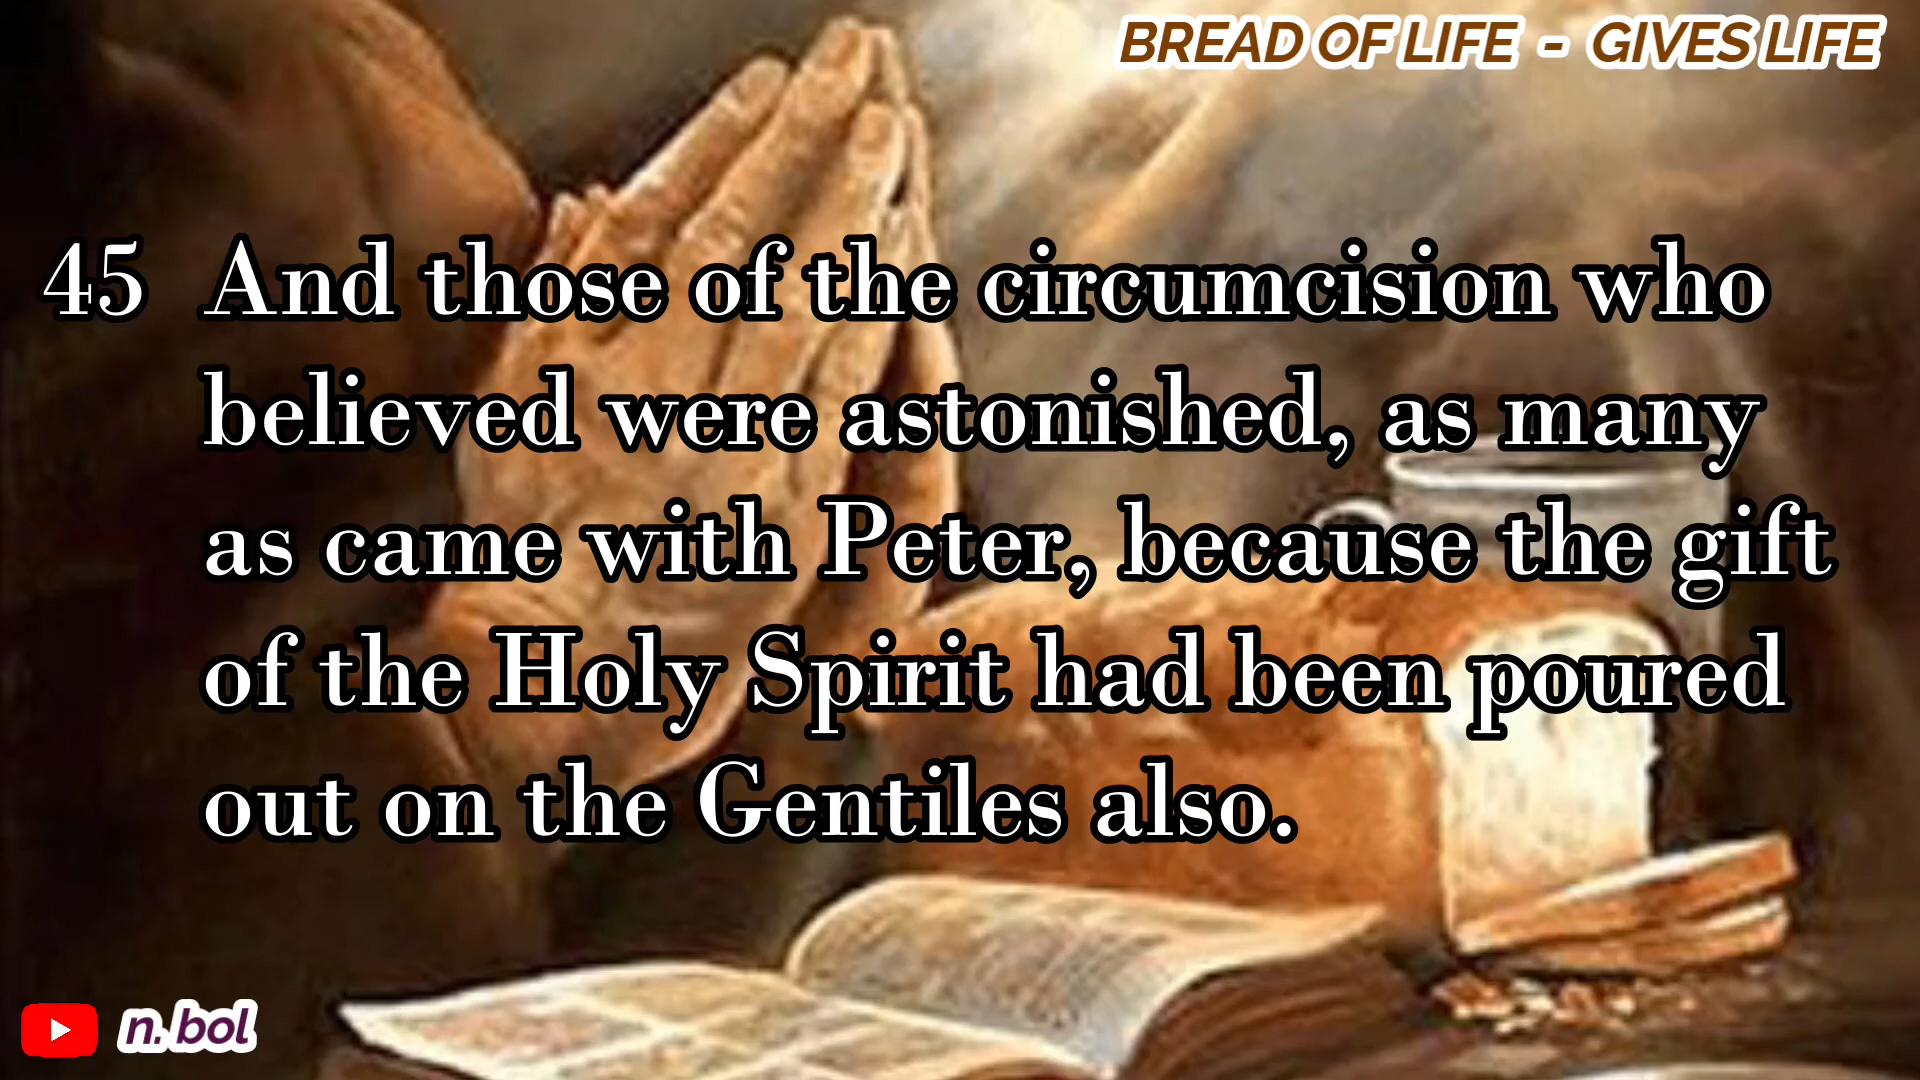 BREAD OF LIFE - GIVES LIFE
45 And those of the circumcision who
believed were astonished, as many
as came with Peter, because the gift
of the Holy Spirit had been poured
out on the Gentiles also.
n. bol